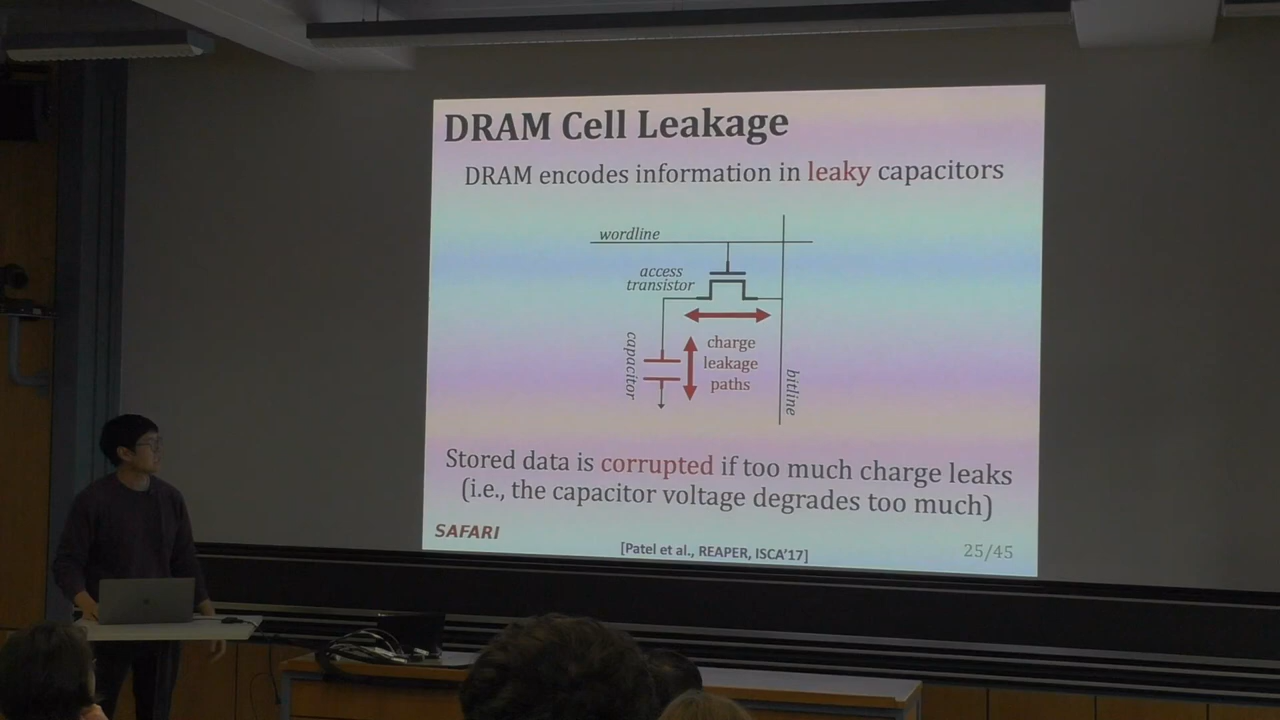 DRAM Cell Leakage
DRAM encodes information in leaky capacitors
wordline
access
transistor
capacitor
charge
leakage
paths
bitline
Stored data is corrupted if too much charge leaks
(i.e., the capacitor voltage degrades too much)
SAFARI
[Patel et al., REAPER, ISCA'17]
25/45